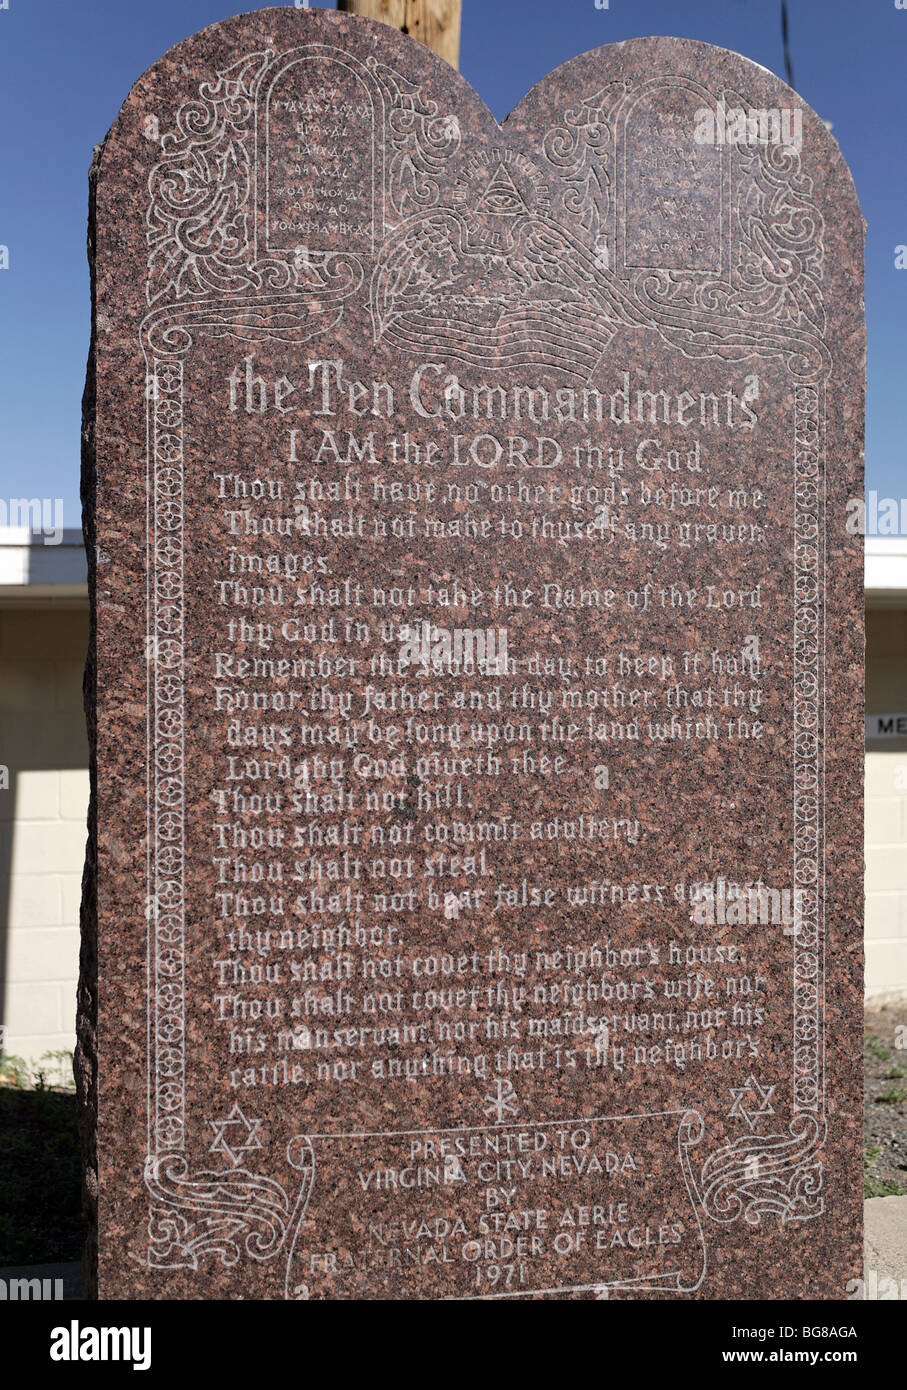 the Ten Commandments
I AM the LORD thy God
Thou shalt have no other gods before me
Thou shalt not make to thyself any graven
images.
Thou shalt not take the Name of the Lord
thy God in vain.
Remember the Sabbath day, to keep it holy
Honor thy father and thy mother, that thy
days may be long upon the land which the
Lord thy God giveth thee.
Thou shalt not kill.
Thou shalt not commit adultery.
Thou shalt not steal.
Thou shalt not bear false witness against
thy neighbor.
Thou shalt not covet thy neighbor's house.
Thou shalt not covet thy neighbor's wife, nor
his manservant, nor his maidservant, nor his
cattle, nor anything that is thy neighbor's
PRESENTED TO
VIRGINIA CITY, NEVADA
BY
NEVADA STATE AERIE
FRATERNAL ORDER OF EAGLES
1971
ME
alamy
Image ID: BG8AGA
www.alamy.com